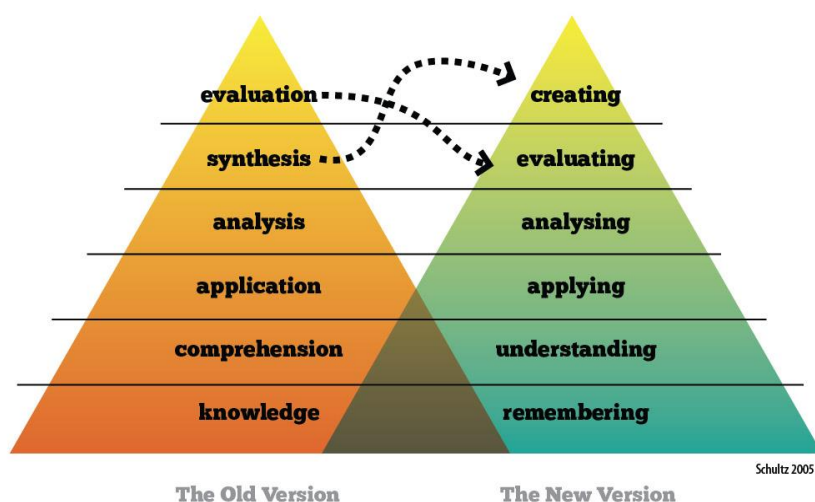 evaluation creating
synthesis evaluating
analysis analysing
application applying
comprehension understanding
knowledge remembering
Schultz 2005
The Old Version The New Version